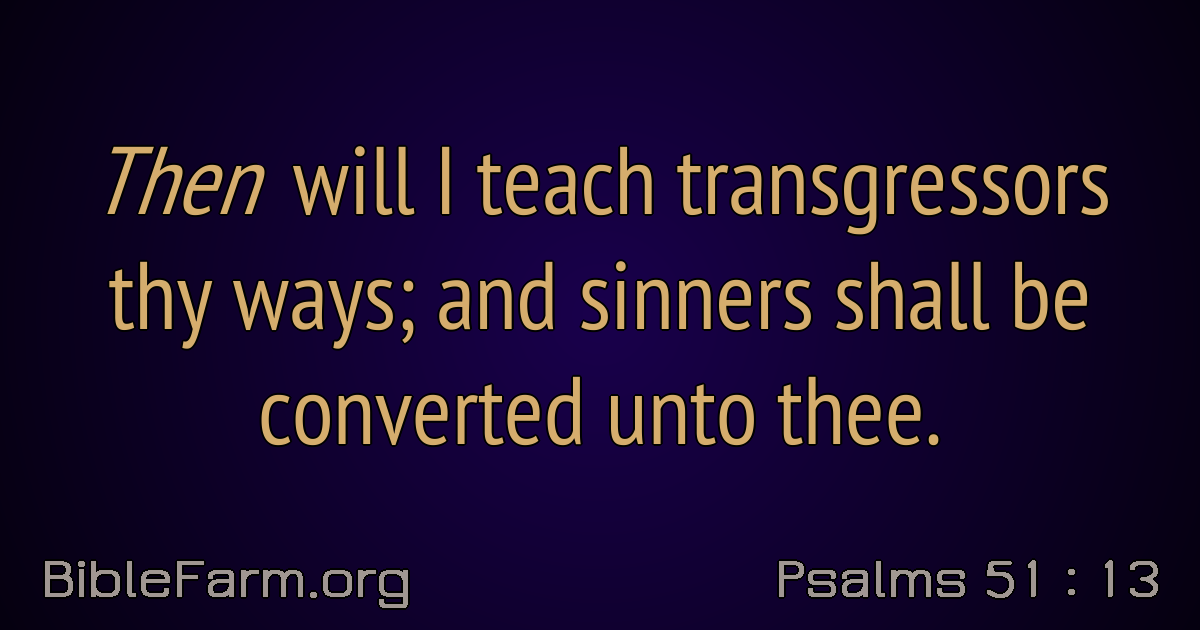 Then will I teach transgressors
thy ways; and sinners shall be
converted unto thee.
BibleFarm.org
Psalms 51 : 13